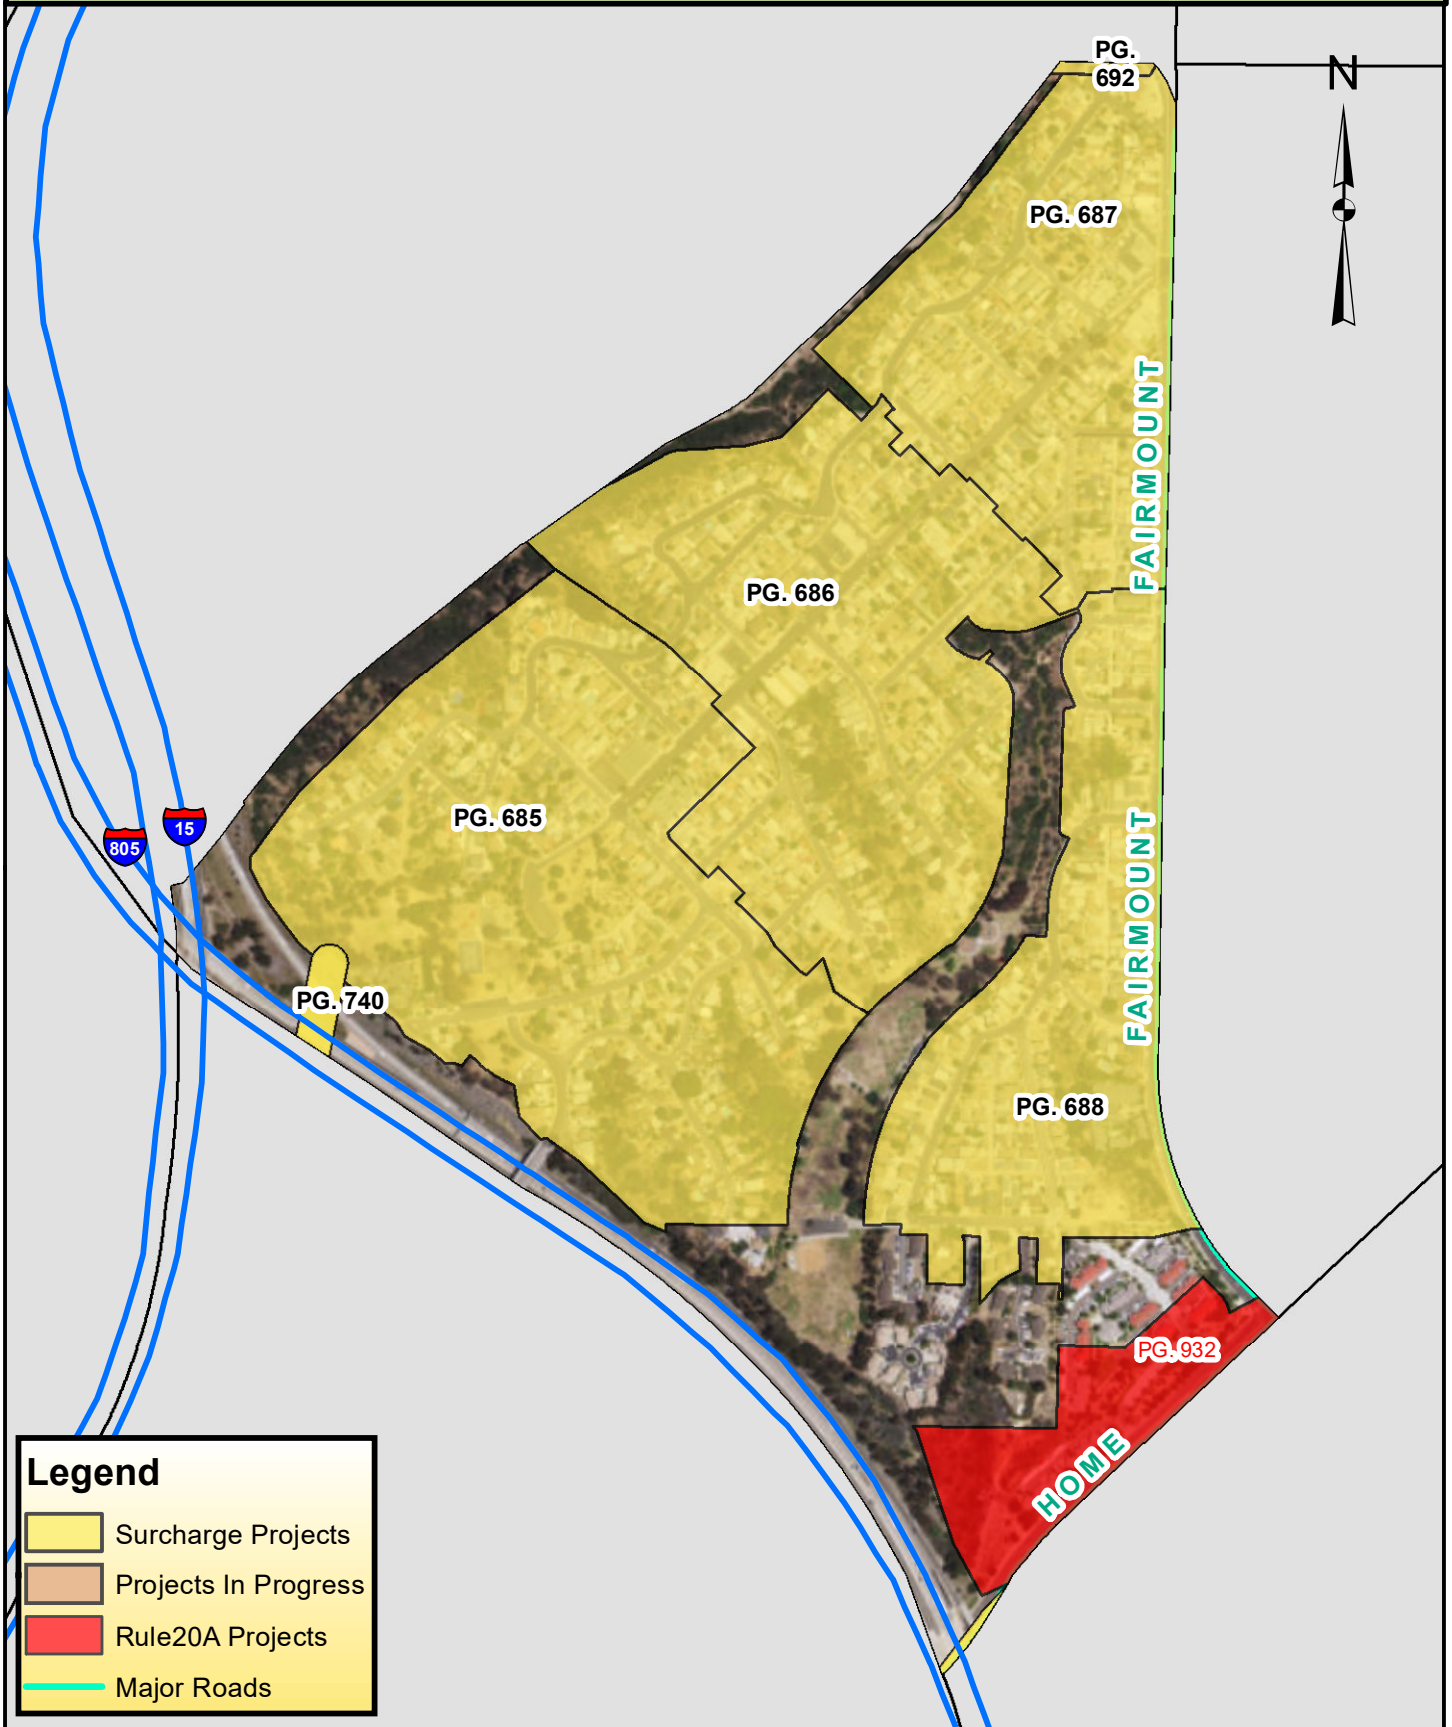 PG.
692
N
PG. 687
FAIRMOUNT
PG. 686
PG. 685
15
805
FAIRMOUNT
PG. 740
PG. 688
PG. 932
HOME
Legend
Surcharge Projects
Projects In Progress
Rule20A Projects
Major Roads